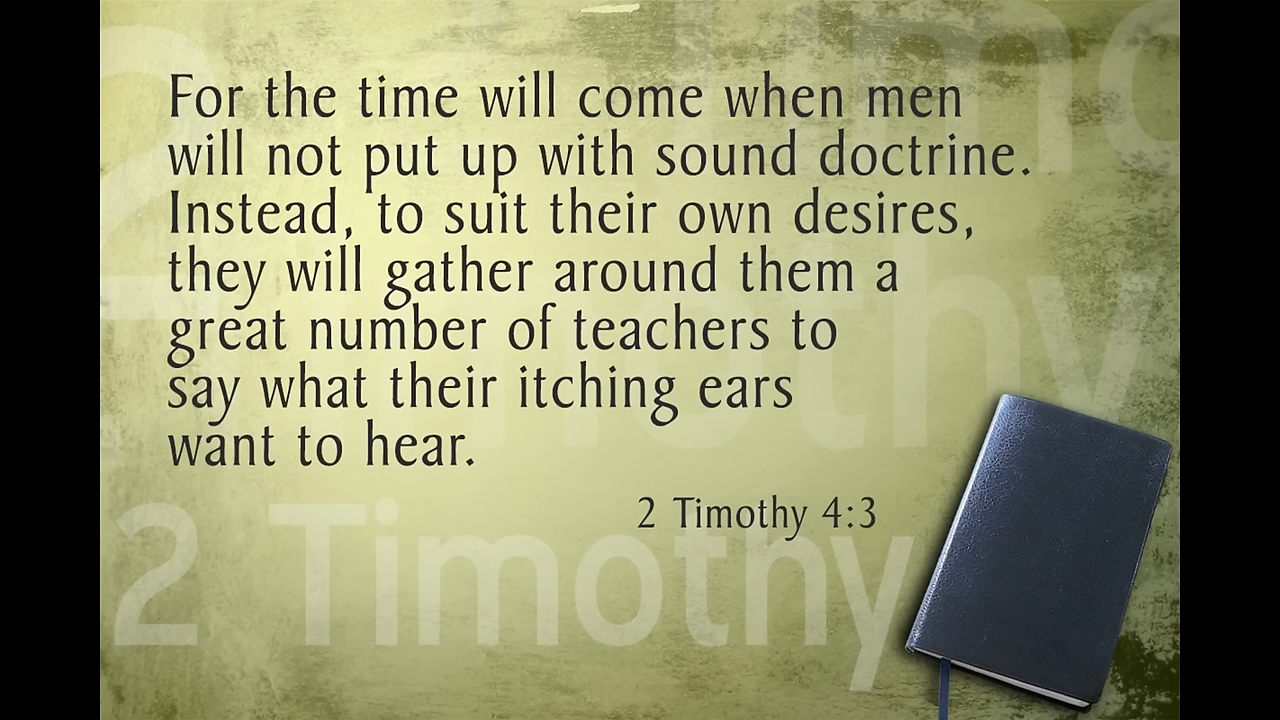 For the time will come when men
will not put up with sound doctrine.
Instead, to suit their own desires,
they will gather around them a
great number of teachers to
say what their itching ears
want to hear.
2 Timothy 4:3
2 Timothy